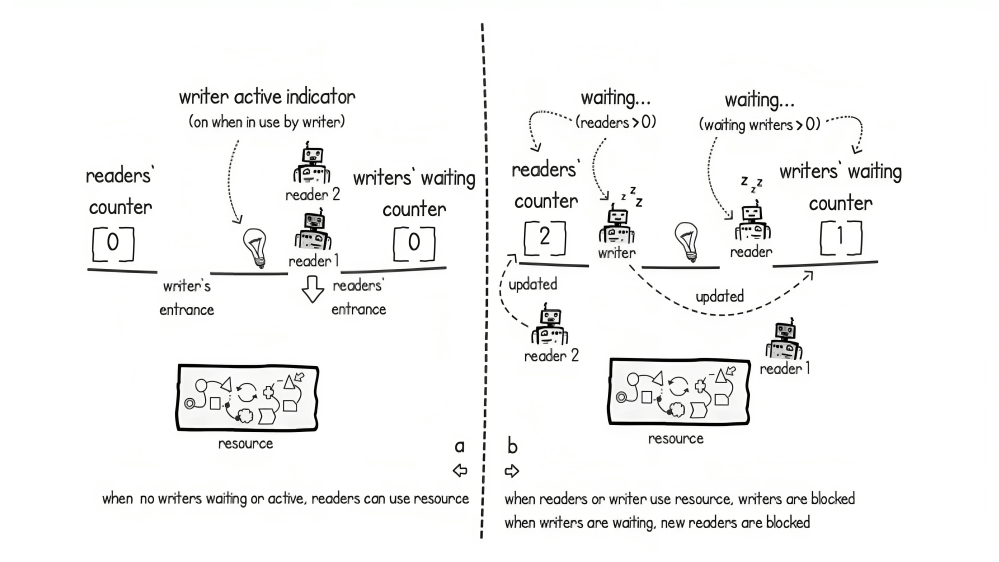 writer active indicator
(on when in use by writer)
readers'
counter
0
reader 2
reader 1
writers' waiting
counter
0
writer's
entrance
readers'
entrance
resource
a
when no writers waiting or active, readers can use resource
waiting...
(readers>0)
waiting...
(waiting writers>0)
readers'
counter
2
z z z
writer
z z z
reader
writers' waiting
counter
1
updated
updated
reader 2
reader 1
resource
b
when readers or writer use resource, writers are blocked
when writers are waiting, new readers are blocked